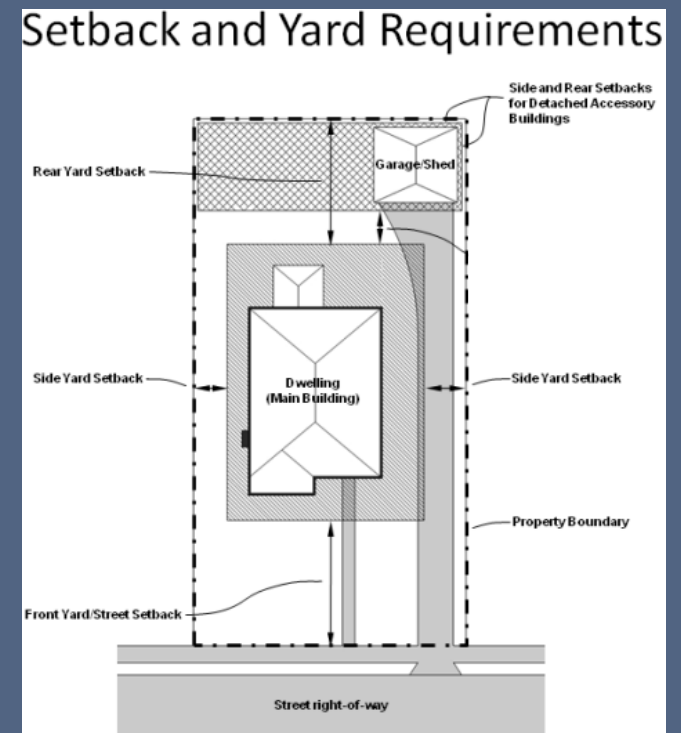 Setback and Yard Requirements
Side and Rear Setbacks
for Detached Accessory
Buildings
Garage/Shed
Rear Yard Setback
Side Yard Setback
Dwelling
(Main Building)
Side Yard Setback
Property Boundary
Front Yard/Street Setback
Street right-of-way